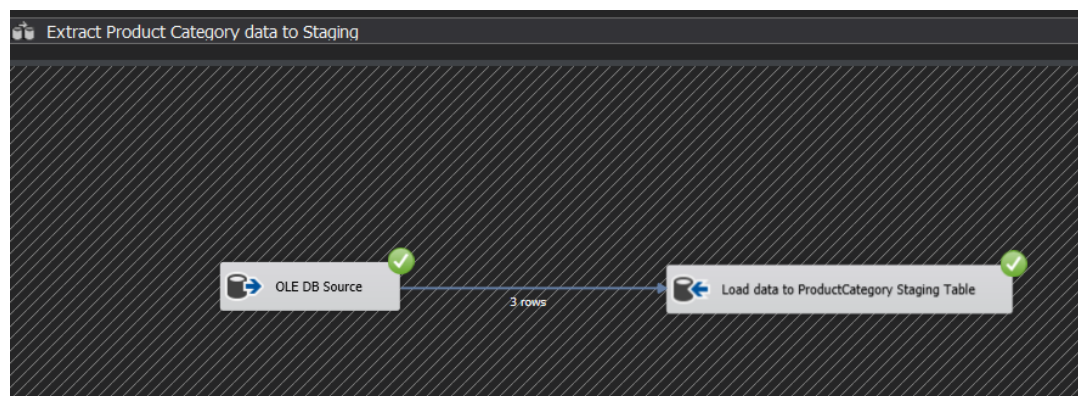 Extract Product Category data to Staging
OLE DB Source
3 rows
Load data to ProductCategory Staging Table